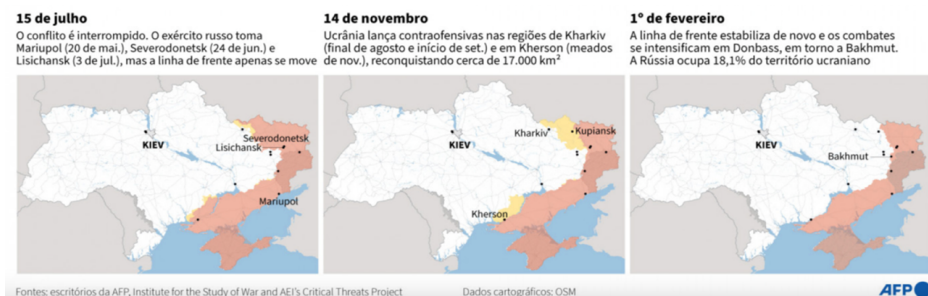 15 de julho
O conflito é interrompido. O exército russo toma
Mariupol (20 de mai.), Severodonetsk (24 de jun.) e
Lisichansk (3 de jul.), mas a linha de frente apenas se move
KIEV
Severodonetsk
Lisichansk
Mariupol
14 de novembro
Ucrânia lança contraofensivas nas regiões de Kharkiv
(final de agosto e início de set.) e em Kherson (meados
de nov.), reconquistando cerca de 17.000 km²
Kharkiv
Kupiansk
KIEV
Kherson
1º de fevereiro
A linha de frente estabiliza de novo e os combates
se intensificam em Donbass, em torno a Bakhmut.
A Rússia ocupa 18,1% do território ucraniano
KIEV
Bakhmut
Fontes: escritórios da AFP, Institute for the Study of War and AEI's Critical Threats Project
Dados cartográficos: OSM
AFP